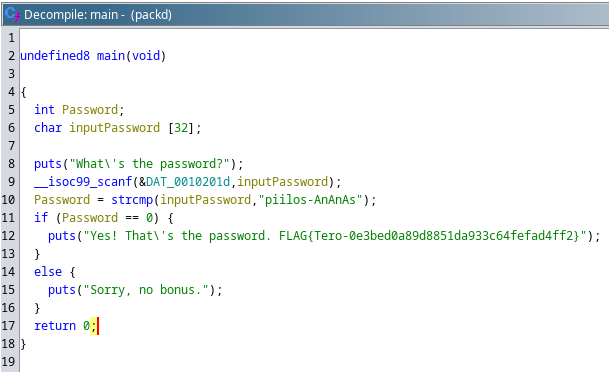 Decompile: main - (packd)
1
2 undefined8 main(void)
3
4 {
5 int Password;
6 char inputPassword [32];
7
8 puts("What\'s the password?");
9 __isoc99_scanf(&DAT_0010201d,inputPassword);
10 Password = strcmp(inputPassword,"piilos-AnAnAs");
11 if (Password == 0) {
12 puts("Yes! That\'s the password. FLAG{Tero-0e3bed0a89d8851da933c64fefad4ff2}");
13 }
14 else {
15 puts("Sorry, no bonus.");
16 }
17 return 0;
18 }
19